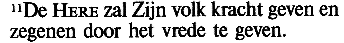 ¹¹De HERE zal Zijn volk kracht geven en
zegenen door het vrede te geven.